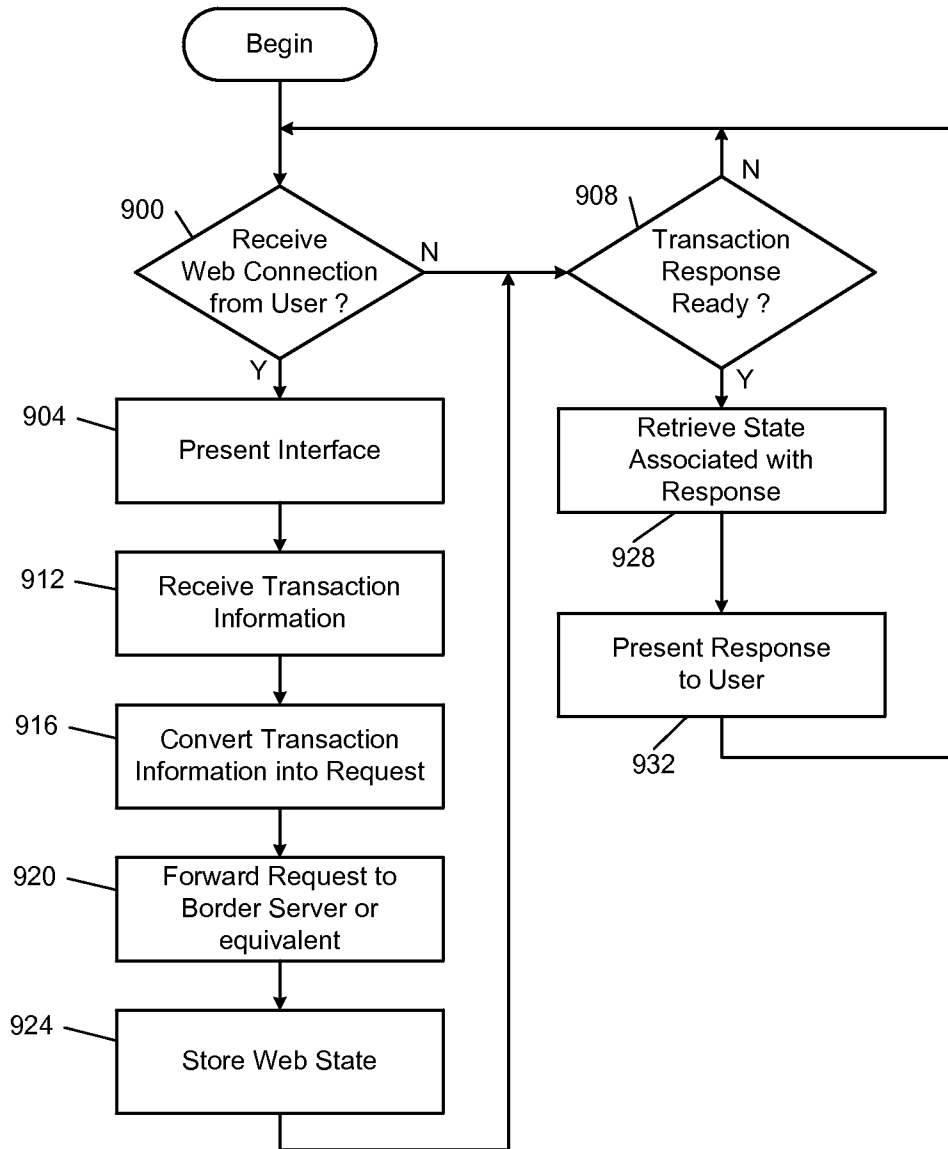 Begin
900
Receive
Web Connection
from User ?
N
Y
904
Present Interface
912
Receive Transaction
Information
916
Convert Transaction
Information into Request
920
Forward Request to
Border Server or
equivalent
924
Store Web State
908
Transaction
Response
Ready ?
N
Y
Retrieve State
Associated with
Response
928
Present Response
to User
932